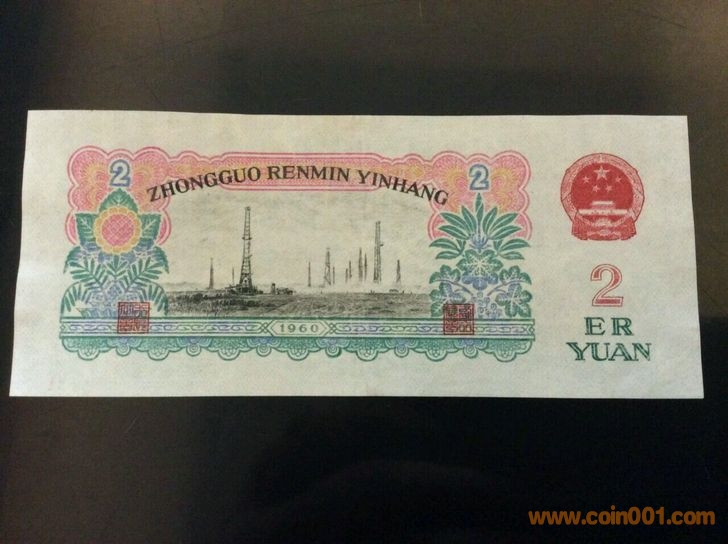 2
2
ZHONGGUO RENMIN YINHANG
1960
2
ER
YUAN
www.coin001.com